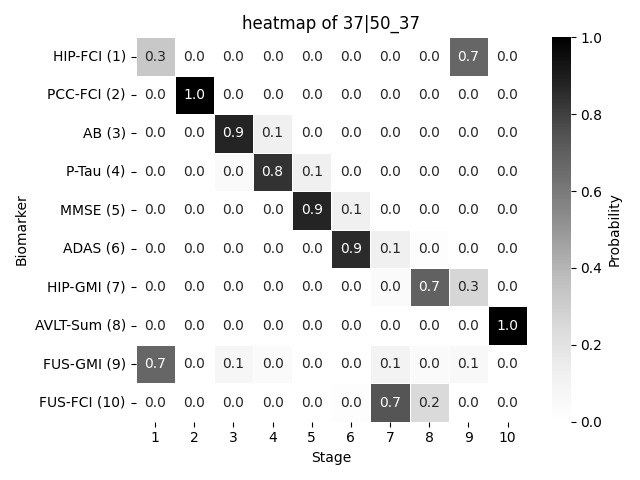 heatmap of 37|50_37
HIP-FCI (1) 0.3 0.0 0.0 0.0 0.0 0.0 0.0 0.0 0.7 0.0
PCC-FCI (2) 0.0 1.0 0.0 0.0 0.0 0.0 0.0 0.0 0.0 0.0
AB (3) 0.0 0.0 0.9 0.1 0.0 0.0 0.0 0.0 0.0 0.0
P-Tau (4) 0.0 0.0 0.0 0.8 0.1 0.0 0.0 0.0 0.0 0.0
MMSE (5) 0.0 0.0 0.0 0.0 0.9 0.1 0.0 0.0 0.0 0.0
ADAS (6) 0.0 0.0 0.0 0.0 0.0 0.9 0.1 0.0 0.0 0.0
HIP-GMI (7) 0.0 0.0 0.0 0.0 0.0 0.0 0.0 0.7 0.3 0.0
AVLT-Sum (8) 0.0 0.0 0.0 0.0 0.0 0.0 0.0 0.0 0.0 1.0
FUS-GMI (9) 0.7 0.0 0.1 0.0 0.0 0.0 0.1 0.0 0.1 0.0
FUS-FCI (10) 0.0 0.0 0.0 0.0 0.0 0.0 0.7 0.2 0.0 0.0
1 2 3 4 5 6 7 8 9 10
Stage
Biomarker
1.0
0.8
0.6
0.4
0.2
0.0
Probability